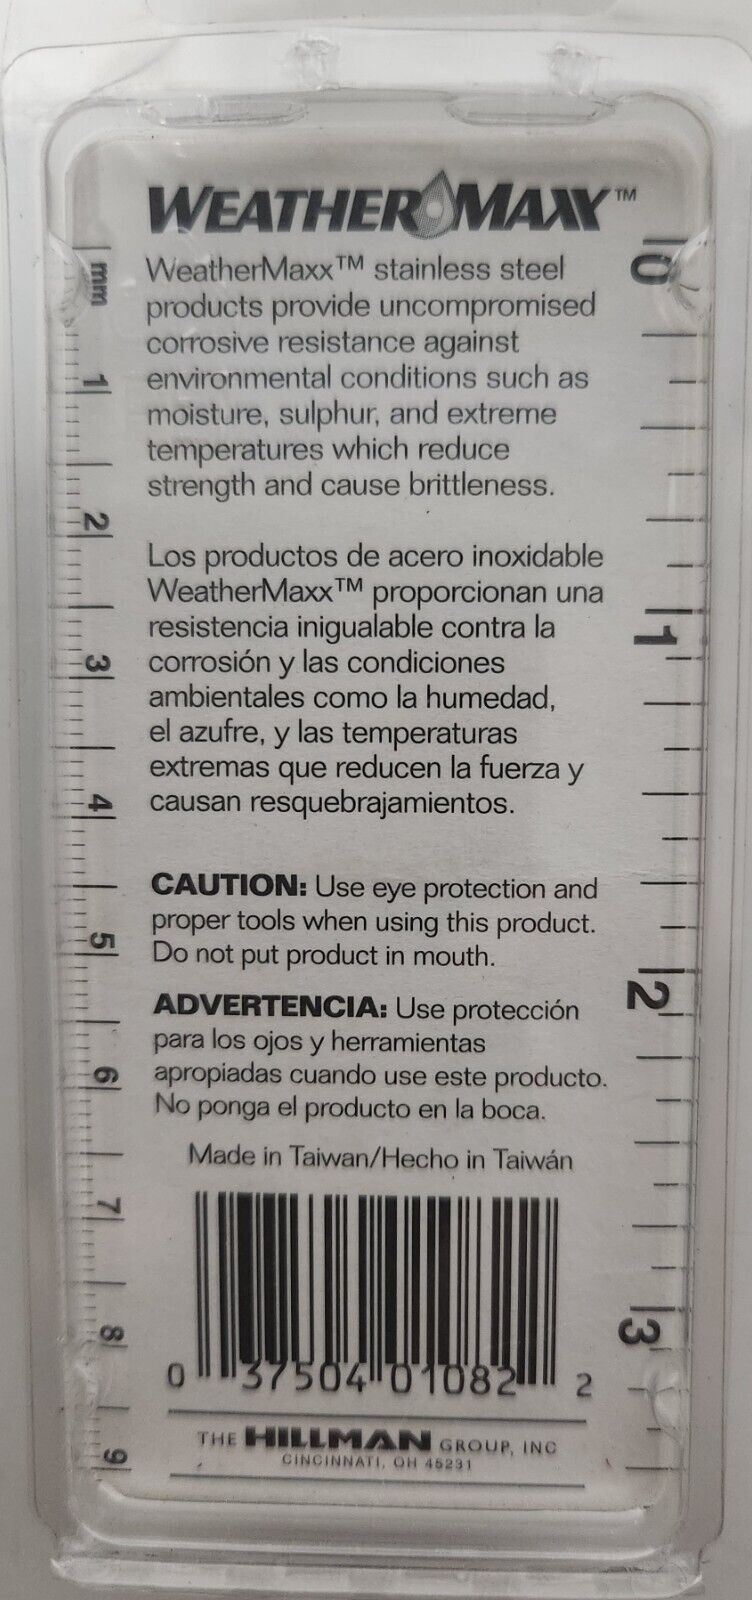 WEATHERMAXX™
WeatherMaxx™ stainless steel
products provide uncompromised
corrosive resistance against
environmental conditions such as
moisture, sulphur, and extreme
temperatures which reduce
strength and cause brittleness.
Los productos de acero inoxidable
WeatherMaxx™ proporcionan una
resistencia inigualable contra la
corrosión y las condiciones
ambientales como la humedad,
el azufre, y las temperaturas
extremas que reducen la fuerza y
causan resquebrajamientos.
CAUTION: Use eye protection and
proper tools when using this product.
Do not put product in mouth.
ADVERTENCIA: Use protección
para los ojos y herramientas
apropiadas cuando use este producto.
No ponga el producto en la boca.
Made in Taiwan/Hecho in Taiwán
0 37504 01082 2
THE HILLMAN GROUP, INC
CINCINNATI, OH 45231
mm
1
2
3
4
5
6
7
8
9
0
1
2
3